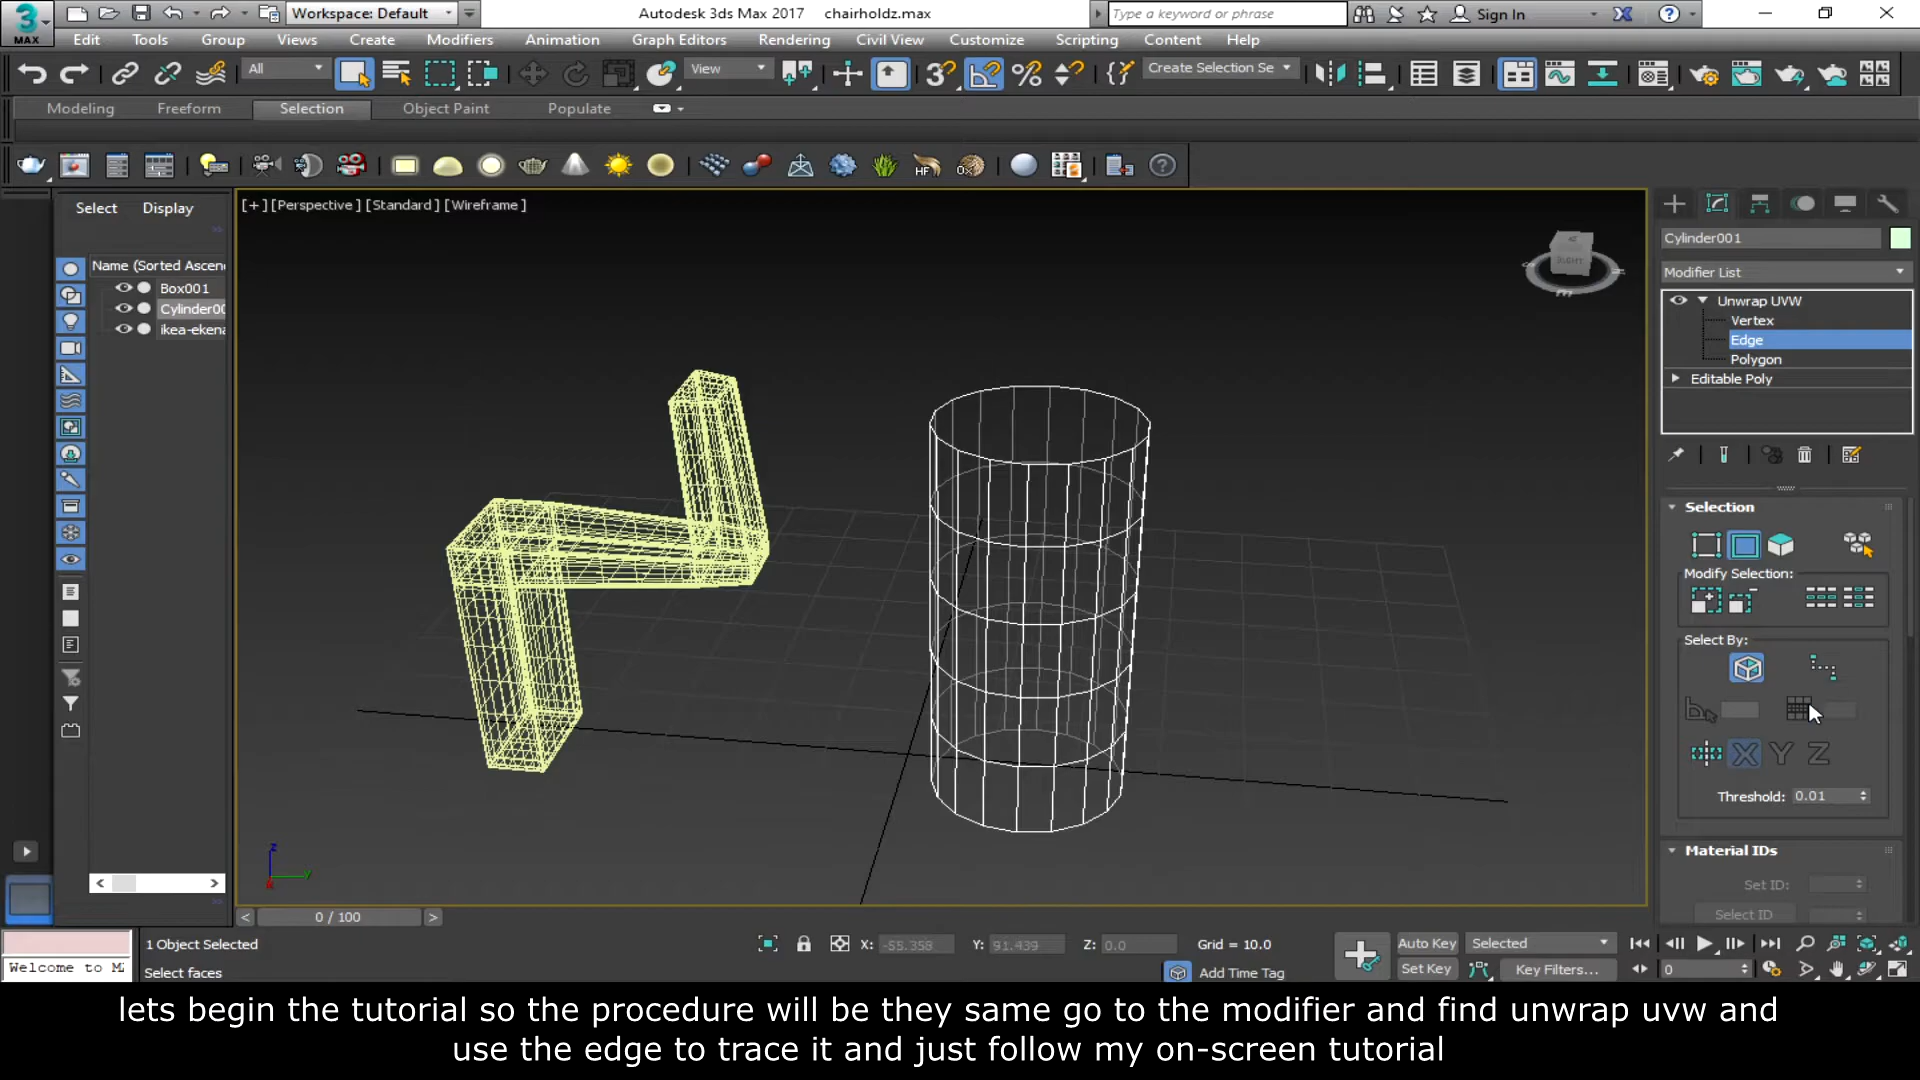 3
MAX
Workspace: Default
Autodesk 3ds Max 2017 chairholdz.max
Type a keyword or phrase
Sign In
Edit Tools Group Views Create Modifiers Animation Graph Editors Rendering Civil View Customize Scripting Content Help
All
View
Create Selection Se
Modeling Freeform Selection Object Paint Populate
Select Display
Name (Sorted Ascen
Box001
Cylinder00
ikea-ekena
[+] [Perspective] [Standard] [Wireframe]
RIGHT
Cylinder001
Modifier List
Unwrap UVW
Vertex
Edge
Polygon
Editable Poly
Selection
Modify Selection:
Select By:
X Y Z
Threshold: 0.01
Material IDs
Set ID:
Select ID
z
y
0 / 100
1 Object Selected
X: -55.358 Y: 91.439 Z: 0.0 Grid = 10.0
Auto Key Selected
Welcome to M
Select faces
Add Time Tag
Set Key Key Filters... 0
lets begin the tutorial so the procedure will be they same go to the modifier and find unwrap uvw and
use the edge to trace it and just follow my on-screen tutorial